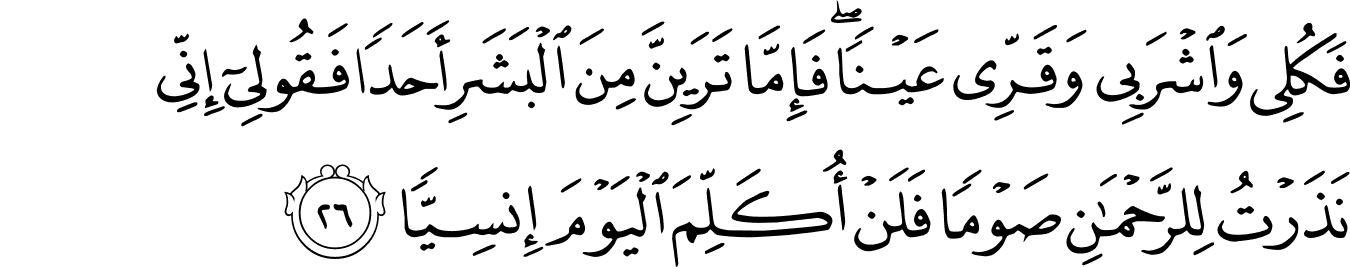 فَكُلِى وَٱشْرَبِى وَقَرِّى عَيْنًا ۖ فَإِمَّا تَرَيِنَّ مِنَ ٱلْبَشَرِ أَحَدًا فَقُولِىٓ إِنِّى
نَذَرْتُ لِلرَّحْمَـٰنِ صَوْمًا فَلَنْ أُكَلِّمَ ٱلْيَوْمَ إِنسِيًّا ٢٦